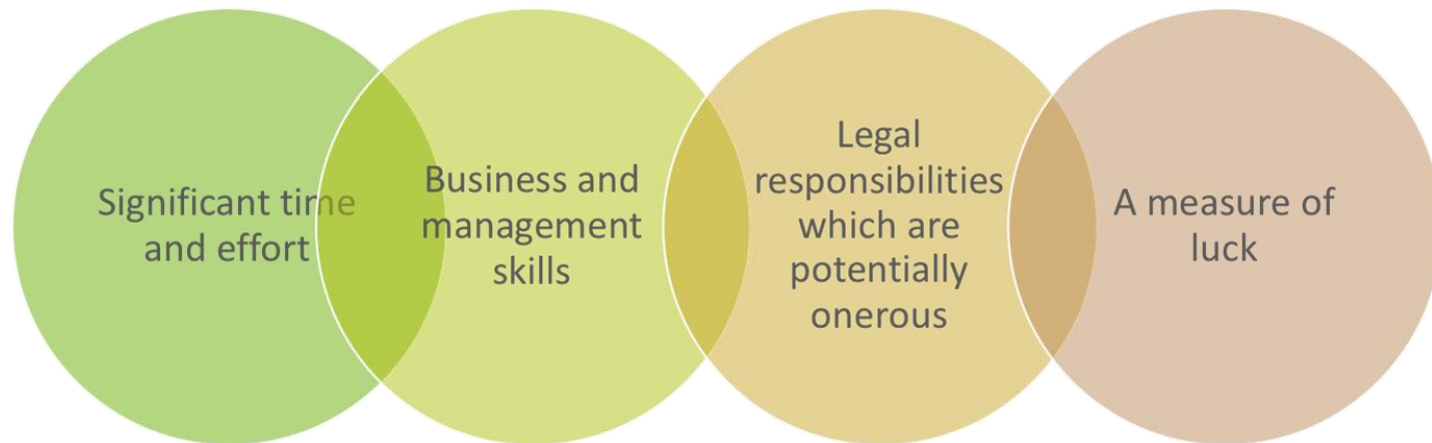 Significant time
and effort
Business and
management
skills
Legal
responsibilities
which are
potentially
onerous
A measure of
luck